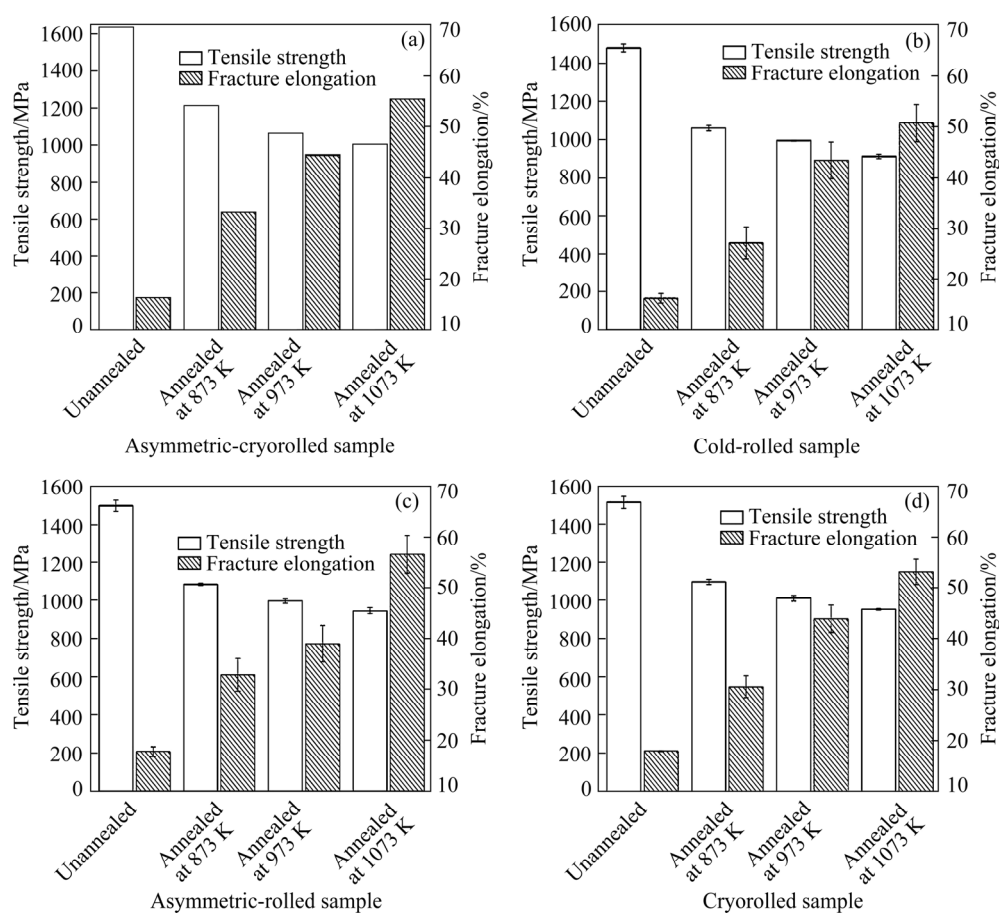 (a)
Tensile strength
Fracture elongation
Tensile strength/MPa
1600
1400
1200
1000
800
600
400
200
0
Fracture elongation/%
70
60
50
40
30
20
10
Unannealed
Annealed
at 873 K
Annealed
at 973 K
Annealed
at 1073 K
Asymmetric-cryorolled sample
(b)
Tensile strength
Fracture elongation
Tensile strength/MPa
1600
1400
1200
1000
800
600
400
200
0
Fracture elongation/%
70
60
50
40
30
20
10
Unannealed
Annealed
at 873 K
Annealed
at 973 K
Annealed
at 1073 K
Cold-rolled sample
(c)
Tensile strength
Fracture elongation
Tensile strength/MPa
1600
1400
1200
1000
800
600
400
200
0
Fracture elongation/%
70
60
50
40
30
20
10
Unannealed
Annealed
at 873 K
Annealed
at 973 K
Annealed
at 1073 K
Asymmetric-rolled sample
(d)
Tensile strength
Fracture elongation
Tensile strength/MPa
1600
1400
1200
1000
800
600
400
200
0
Fracture elongation/%
70
60
50
40
30
20
10
Unannealed
Annealed
at 873 K
Annealed
at 973 K
Annealed
at 1073 K
Cryorolled sample